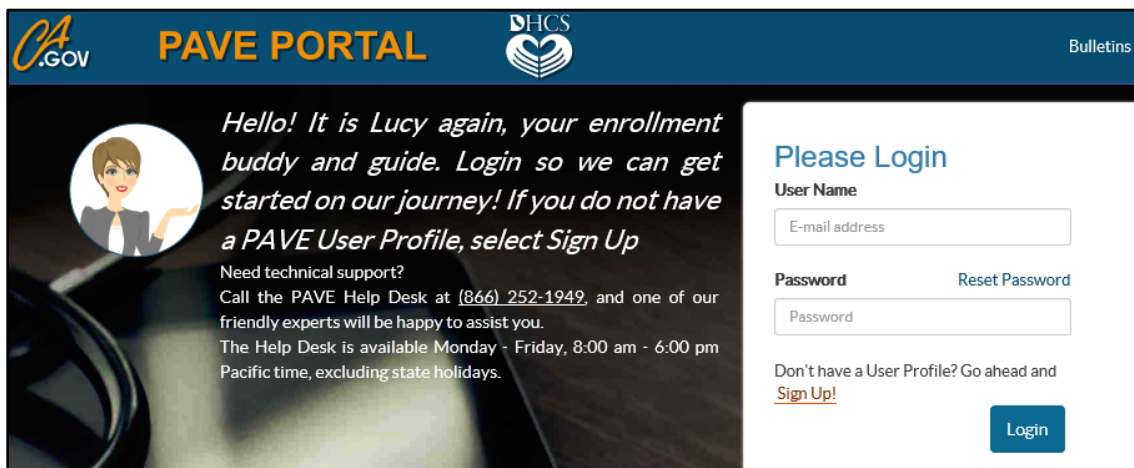 CA
.GOV
PAVE PORTAL
DHCS
Bulletins
Hello! It is Lucy again, your enrollment
buddy and guide. Login so we can get
started on our journey! If you do not have
a PAVE User Profile, select Sign Up
Need technical support?
Call the PAVE Help Desk at (866) 252-1949, and one of our
friendly experts will be happy to assist you.
The Help Desk is available Monday - Friday, 8:00 am - 6:00 pm
Pacific time, excluding state holidays.
Please Login
User Name
E-mail address
Password Reset Password
Password
Don't have a User Profile? Go ahead and
Sign Up!
Login